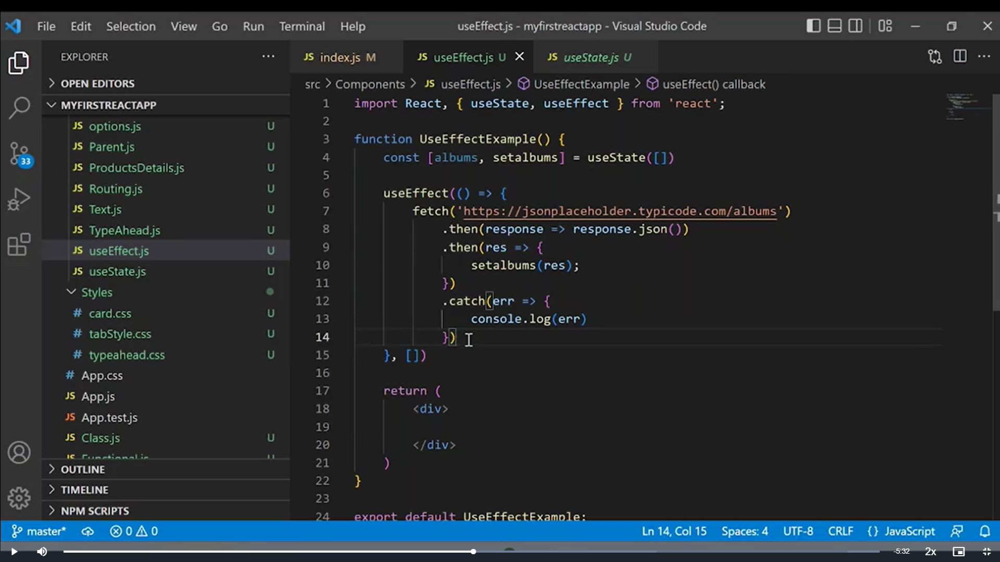 File Edit Selection View Go Run Terminal Help
useEffect.js - myfirstreactapp - Visual Studio Code
EXPLORER
OPEN EDITORS
MYFIRSTREACTAPP
JS options.js U
JS Parent.js U
JS ProductsDetails.js U
JS Routing.js U
JS Text.js U
JS TypeAhead.js U
JS useEffect.js U
JS useState.js U
Styles
# card.css U
# tabStyle.css U
# typeahead.css U
# App.css
JS App.js
JS App.test.js
JS Class.js U
JS Functional.js U
OUTLINE
TIMELINE
NPM SCRIPTS
33
JS index.js M
JS useEffect.js U
JS useState.js U
src > Components > JS useEffect.js > UseEffectExample > useEffect() callback
1 import React, { useState, useEffect } from 'react';
2
3 function UseEffectExample() {
4 const [albums, setalbums] = useState([])
5
6 useEffect(() => {
7 fetch('https://jsonplaceholder.typicode.com/albums')
8 .then(response => response.json())
9 .then(res => {
10 setalbums(res);
11 })
12 .catch(err => {
13 console.log(err)
14 })
15 }, [])
16
17 return (
18 <div>
19
20 </div>
21 )
22 }
23
24 export default UseEffectExample;
master* 0 0 Ln 14, Col 15 Spaces: 4 UTF-8 CRLF {} JavaScript
-5:32 2x